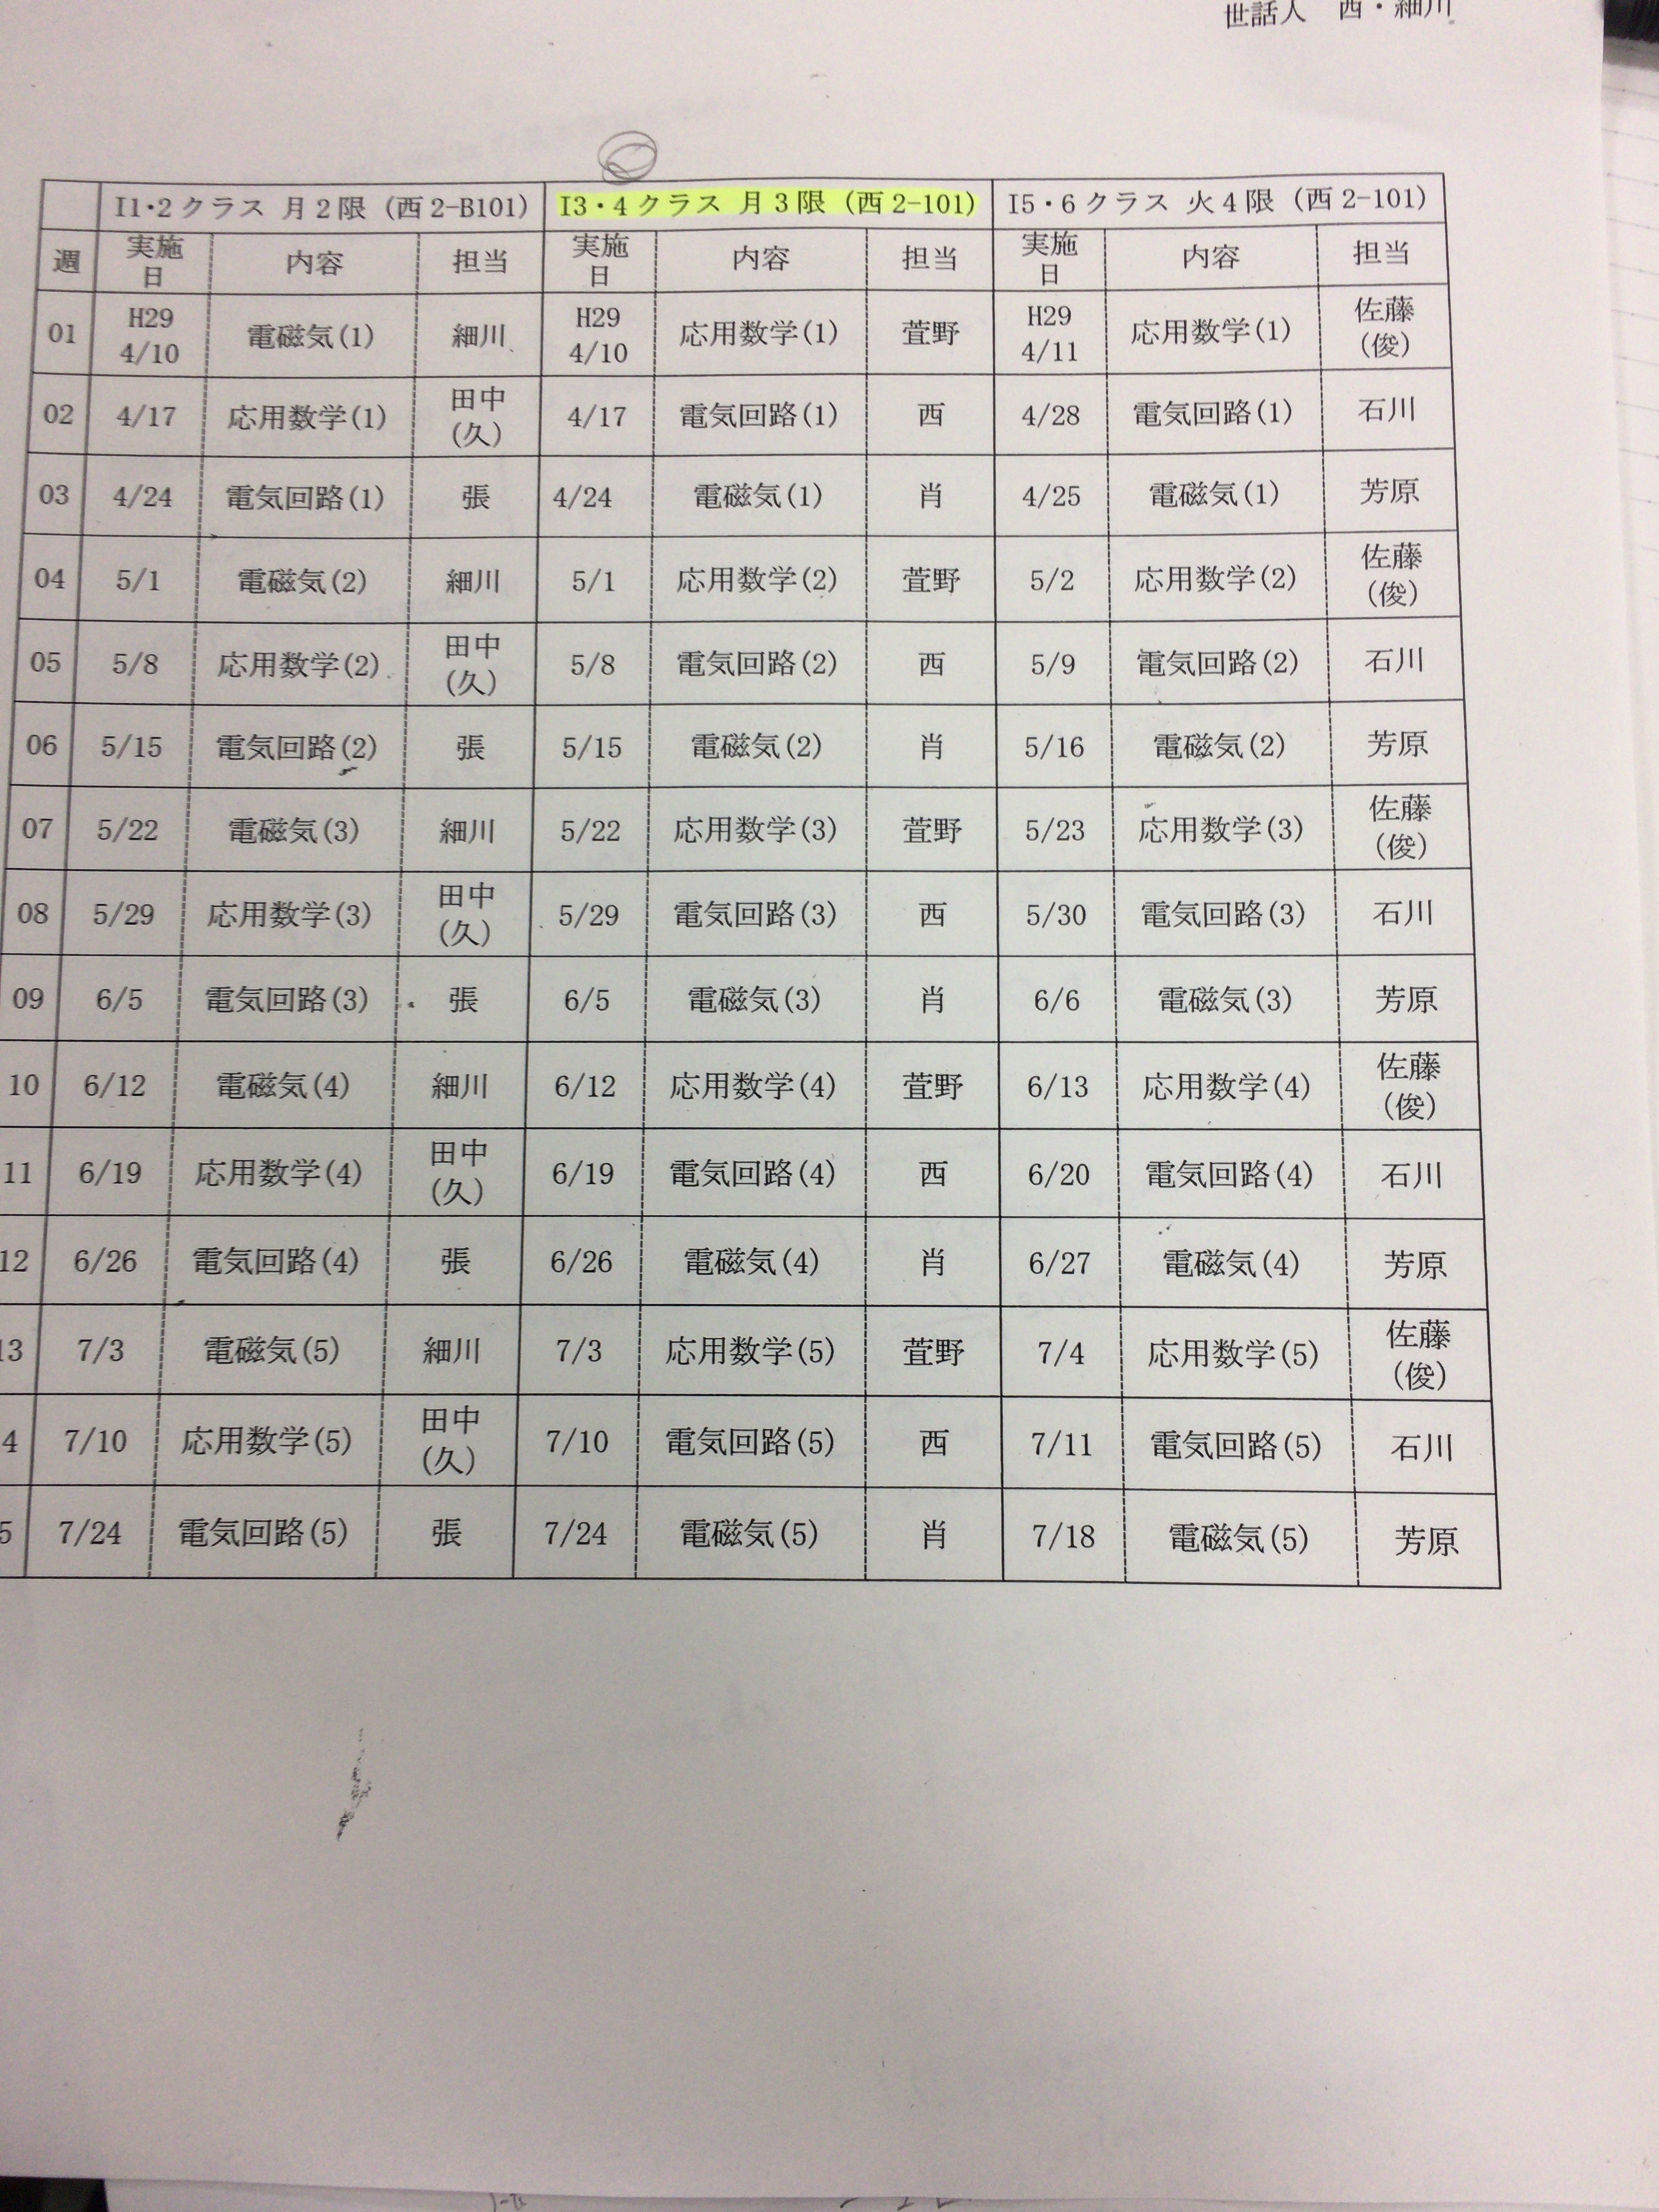 世話人 西・細川
I1・2クラス 月2限（西2-B101） I3・4クラス 月3限（西2-101） I5・6クラス 火4限（西2-101）
週 実施日 内容 担当 実施日 内容 担当 実施日 内容 担当
01 H29 4/10 電磁気(1) 細川 H29 4/10 応用数学(1) 萱野 H29 4/11 応用数学(1) 佐藤（俊）
02 4/17 応用数学(1) 田中（久） 4/17 電気回路(1) 西 4/28 電気回路(1) 石川
03 4/24 電気回路(1) 張 4/24 電磁気(1) 肖 4/25 電磁気(1) 芳原
04 5/1 電磁気(2) 細川 5/1 応用数学(2) 萱野 5/2 応用数学(2) 佐藤（俊）
05 5/8 応用数学(2) 田中（久） 5/8 電気回路(2) 西 5/9 電気回路(2) 石川
06 5/15 電気回路(2) 張 5/15 電磁気(2) 肖 5/16 電磁気(2) 芳原
07 5/22 電磁気(3) 細川 5/22 応用数学(3) 萱野 5/23 応用数学(3) 佐藤（俊）
08 5/29 応用数学(3) 田中（久） 5/29 電気回路(3) 西 5/30 電気回路(3) 石川
09 6/5 電気回路(3) 張 6/5 電磁気(3) 肖 6/6 電磁気(3) 芳原
10 6/12 電磁気(4) 細川 6/12 応用数学(4) 萱野 6/13 応用数学(4) 佐藤（俊）
11 6/19 応用数学(4) 田中（久） 6/19 電気回路(4) 西 6/20 電気回路(4) 石川
12 6/26 電気回路(4) 張 6/26 電磁気(4) 肖 6/27 電磁気(4) 芳原
13 7/3 電磁気(5) 細川 7/3 応用数学(5) 萱野 7/4 応用数学(5) 佐藤（俊）
4 7/10 応用数学(5) 田中（久） 7/10 電気回路(5) 西 7/11 電気回路(5) 石川
5 7/24 電気回路(5) 張 7/24 電磁気(5) 肖 7/18 電磁気(5) 芳原